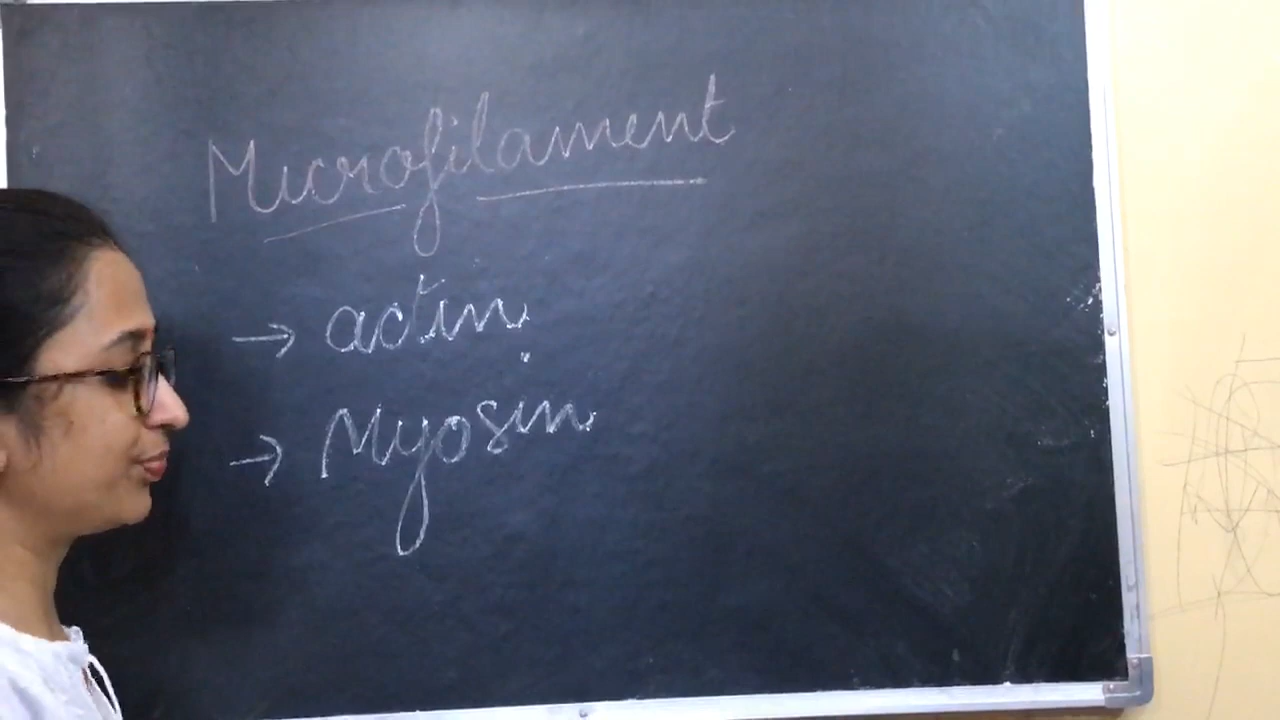 Microfilament
→ actin
→ Myosin